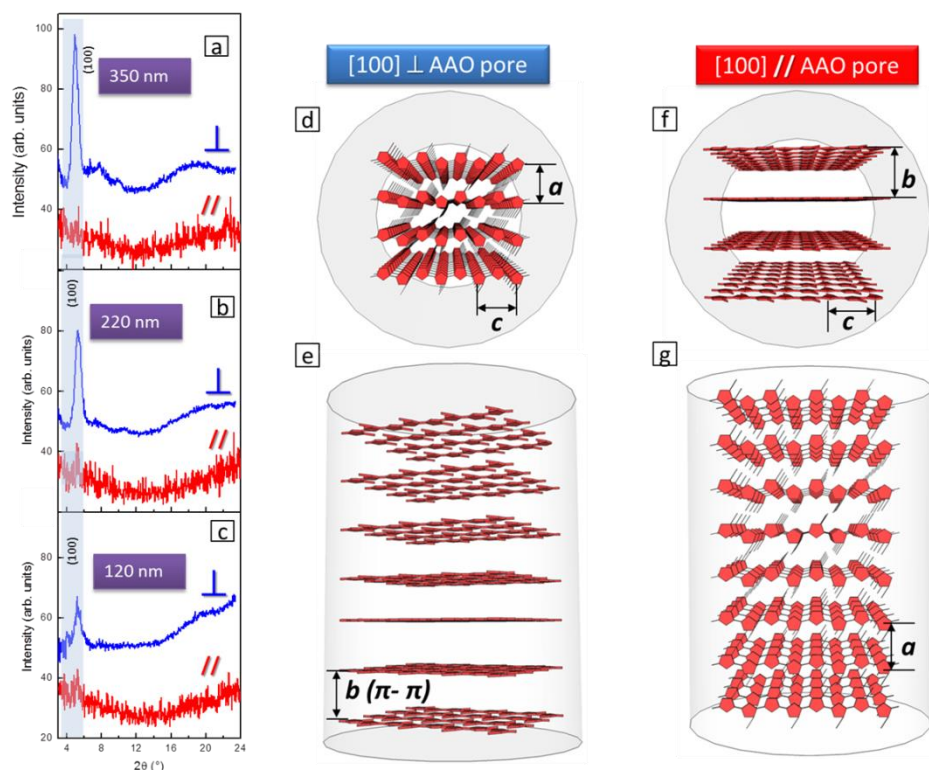 a
100
80
60
40
Intensity (arb. units)
(100)
350 nm
⊥
//
b
80
60
40
Intensity (arb. units)
(100)
220 nm
⊥
//
c
80
60
40
20
Intensity (arb. units)
(100)
120 nm
⊥
//
4 8 12 16 20 24
2θ (°)
[100] ⊥ AAO pore
d
a
c
e
b (π- π)
[100] // AAO pore
f
b
c
g
a